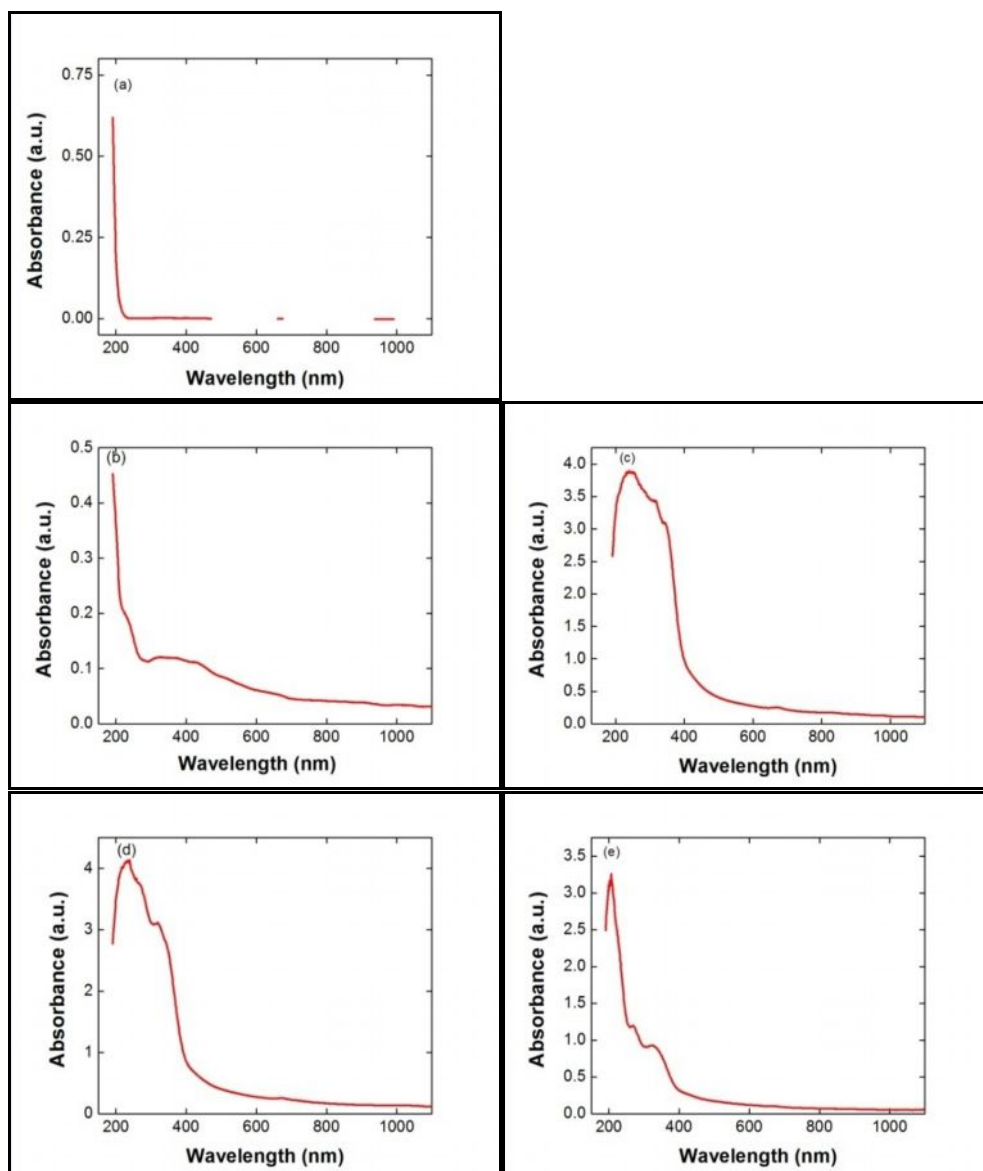 (a)
Absorbance (a.u.)
0.75
0.50
0.25
0.00
200 400 600 800 1000
Wavelength (nm)
(b)
Absorbance (a.u.)
0.5
0.4
0.3
0.2
0.1
0.0
200 400 600 800 1000
Wavelength (nm)
(c)
Absorbance (a.u.)
4.0
3.5
3.0
2.5
2.0
1.5
1.0
0.5
0.0
200 400 600 800 1000
Wavelength (nm)
(d)
Absorbance (a.u.)
4
3
2
1
0
200 400 600 800 1000
Wavelength (nm)
(e)
Absorbance (a.u.)
3.5
3.0
2.5
2.0
1.5
1.0
0.5
0.0
200 400 600 800 1000
Wavelength (nm)